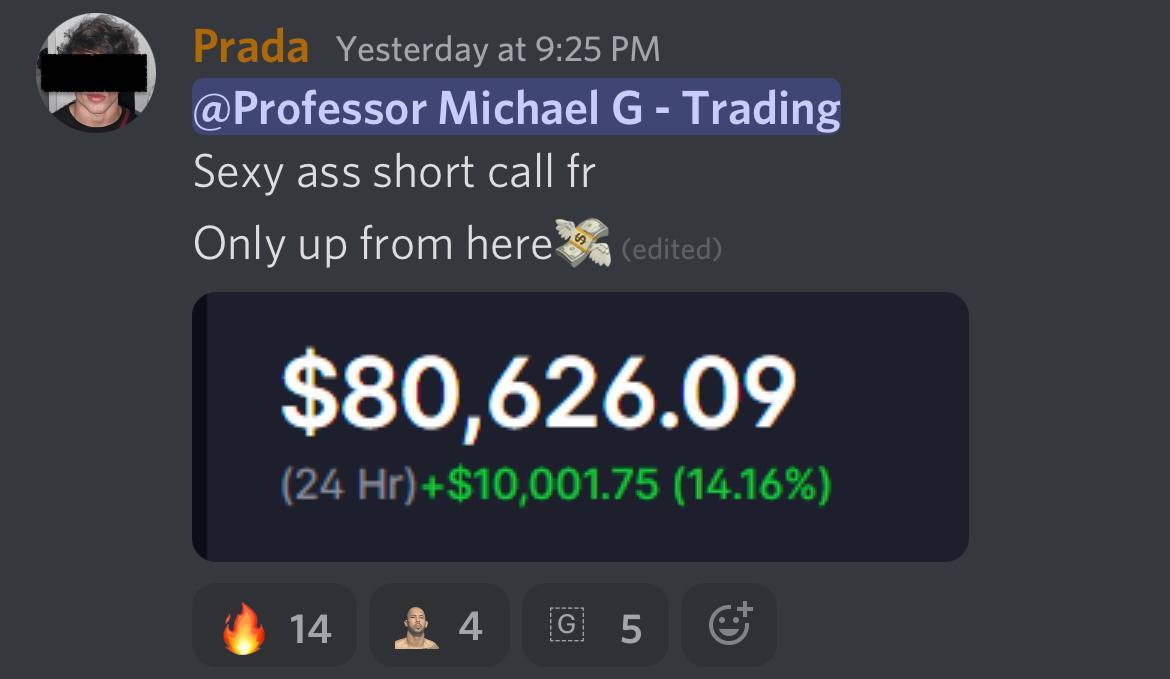 Prada Yesterday at 9:25 PM
@Professor Michael G - Trading
Sexy ass short call fr
Only up from here💸 (edited)
$80,626.09
(24 Hr)+$10,001.75 (14.16%)
🔥 14 4 G 5